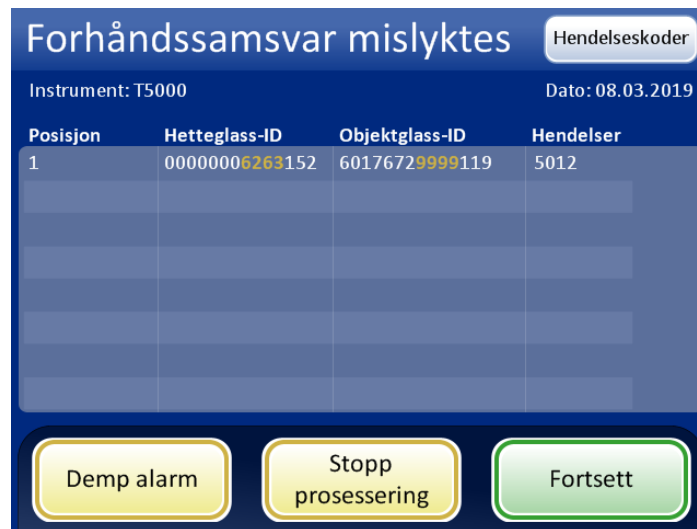 Forhåndssamsvar mislyktes
Hendelseskoder
Instrument: T5000
Dato: 08.03.2019
Posisjon Hetteglass-ID Objektglass-ID Hendelser
1 00000006263152 60176729999119 5012
Demp alarm
Stopp
prosessering
Fortsett